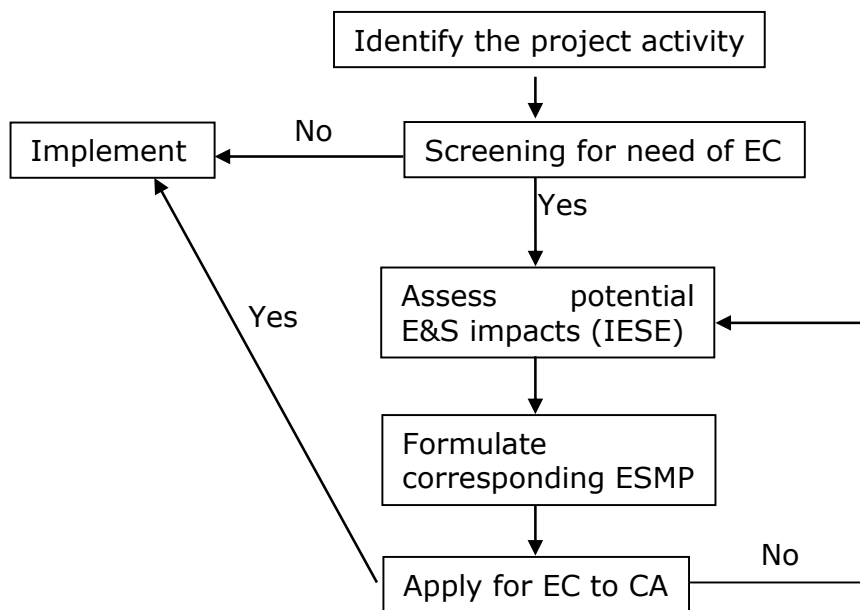 Identify the project activity
No
Implement
Screening for need of EC
Yes
Assess potential
E&S impacts (IESE)
Yes
Formulate
corresponding ESMP
No
Apply for EC to CA